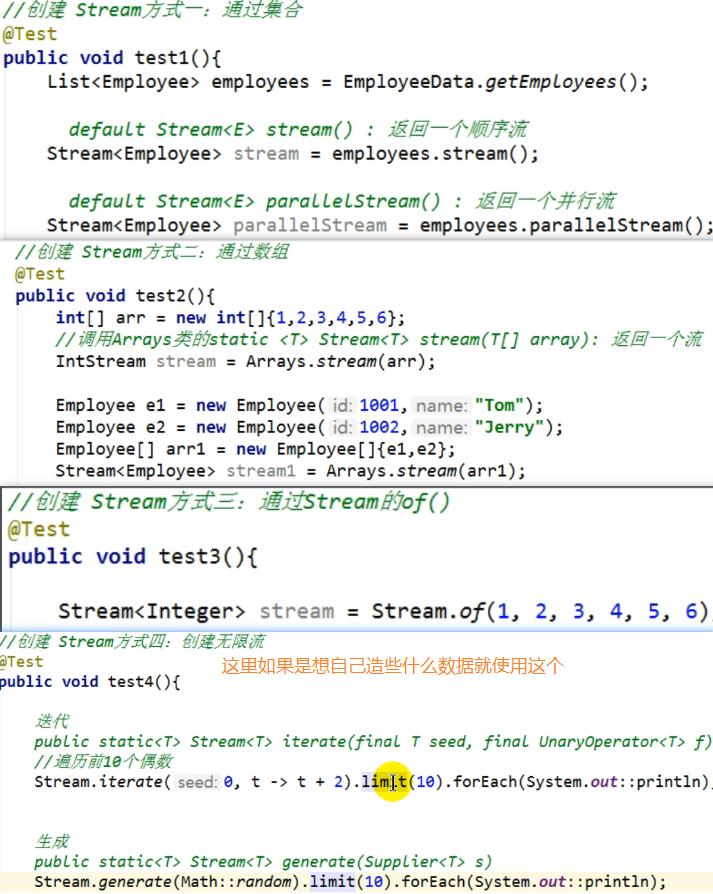 //创建 Stream方式一：通过集合
@Test
public void test1(){
List<Employee> employees = EmployeeData.getEmployees();
default Stream<E> stream() : 返回一个顺序流
Stream<Employee> stream = employees.stream();
default Stream<E> parallelStream() : 返回一个并行流
Stream<Employee> parallelStream = employees.parallelStream();
//创建 Stream方式二：通过数组
@Test
public void test2(){
int[] arr = new int[]{1,2,3,4,5,6};
//调用Arrays类的static <T> Stream<T> stream(T[] array): 返回一个流
IntStream stream = Arrays.stream(arr);
Employee e1 = new Employee( id: 1001, name: "Tom");
Employee e2 = new Employee( id: 1002, name: "Jerry");
Employee[] arr1 = new Employee[]{e1,e2};
Stream<Employee> stream1 = Arrays.stream(arr1);
//创建 Stream方式三：通过Stream的of()
@Test
public void test3(){
Stream<Integer> stream = Stream.of(1, 2, 3, 4, 5, 6)
//创建 Stream方式四：创建无限流
@Test
这里如果是想自己造些什么数据就使用这个
public void test4(){
迭代
public static<T> Stream<T> iterate(final T seed, final UnaryOperator<T> f)
//遍历前10个偶数
Stream.iterate( seed: 0, t -> t + 2).limit(10).forEach(System.out::println)
生成
public static<T> Stream<T> generate(Supplier<T> s)
Stream.generate(Math::random).limit(10).forEach(System.out::println);